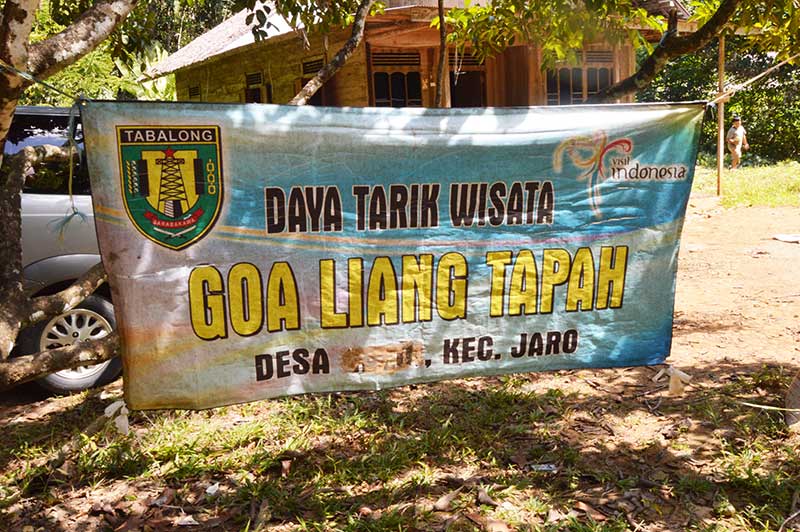 TABALONG
SARABAKAWA
visit
indonesia
DAYA TARIK WISATA
GOA LIANG TAPAH
DESA , KEC. JARO